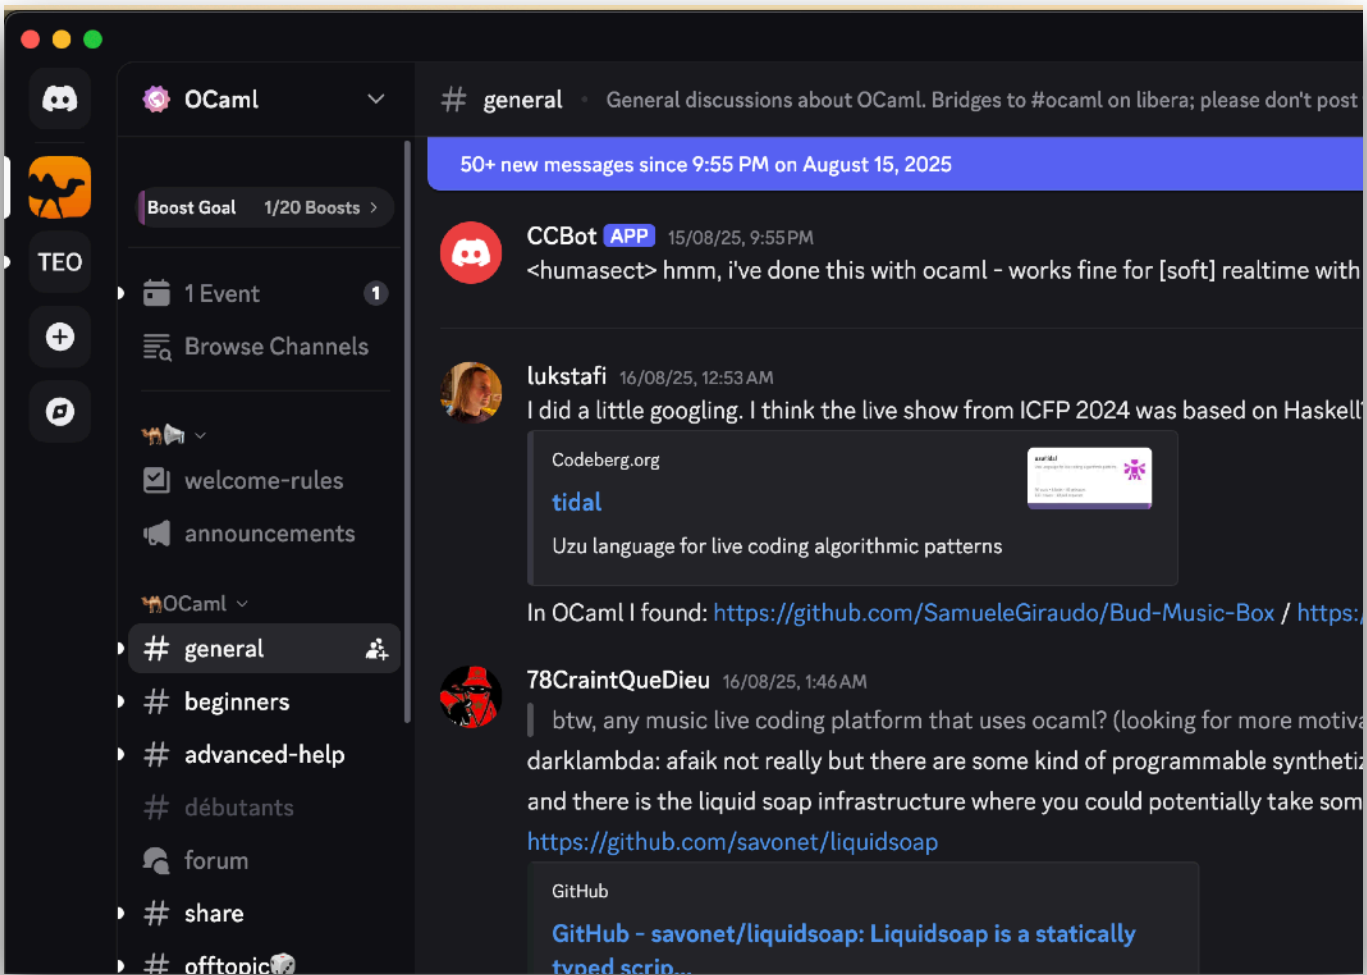 OCaml
# general
General discussions about OCaml. Bridges to #ocaml on libera; please don't post
TEO
Boost Goal 1/20 Boosts >
1 Event 1
Browse Channels
welcome-rules
announcements
OCaml
# general
# beginners
# advanced-help
# débutants
forum
# share
# offtopic
50+ new messages since 9:55 PM on August 15, 2025
CCBot APP 15/08/25, 9:55 PM
<humasect> hmm, i've done this with ocaml - works fine for [soft] realtime with
lukstafi 16/08/25, 12:53 AM
I did a little googling. I think the live show from ICFP 2024 was based on Haskell
Codeberg.org
tidal
Uzu language for live coding algorithmic patterns
In OCaml I found: https://github.com/SamueleGiraudo/Bud-Music-Box / https:/
78CraintQueDieu 16/08/25, 1:46 AM
btw, any music live coding platform that uses ocaml? (looking for more
darklambda: afaik not really but there are some kind of programmable
and there is the liquid soap infrastructure where you could potentially take som
https://github.com/savonet/liquidsoap
GitHub
GitHub - savonet/liquidsoap: Liquidsoap is a statically
typed scrip...